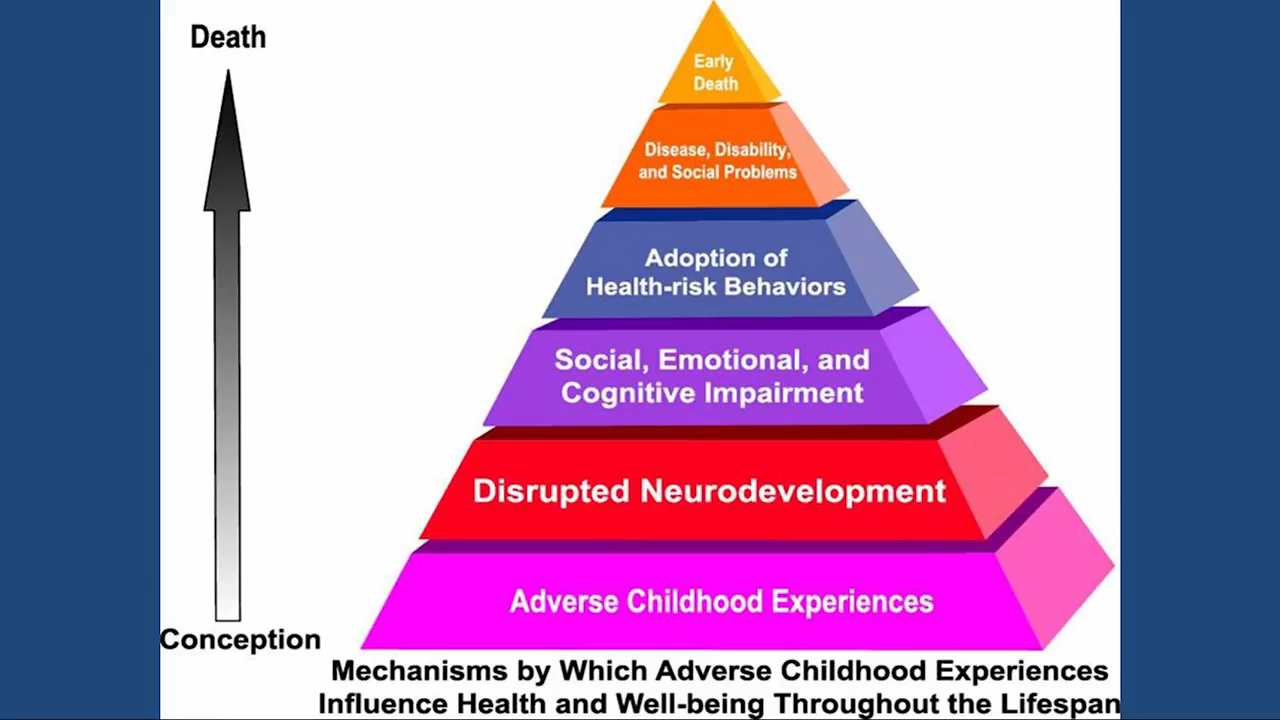 Death
Early
Death
Disease, Disability,
and Social Problems
Adoption of
Health-risk Behaviors
Social, Emotional, and
Cognitive Impairment
Disrupted Neurodevelopment
Adverse Childhood Experiences
Conception
Mechanisms by Which Adverse Childhood Experiences
Influence Health and Well-being Throughout the Lifespan